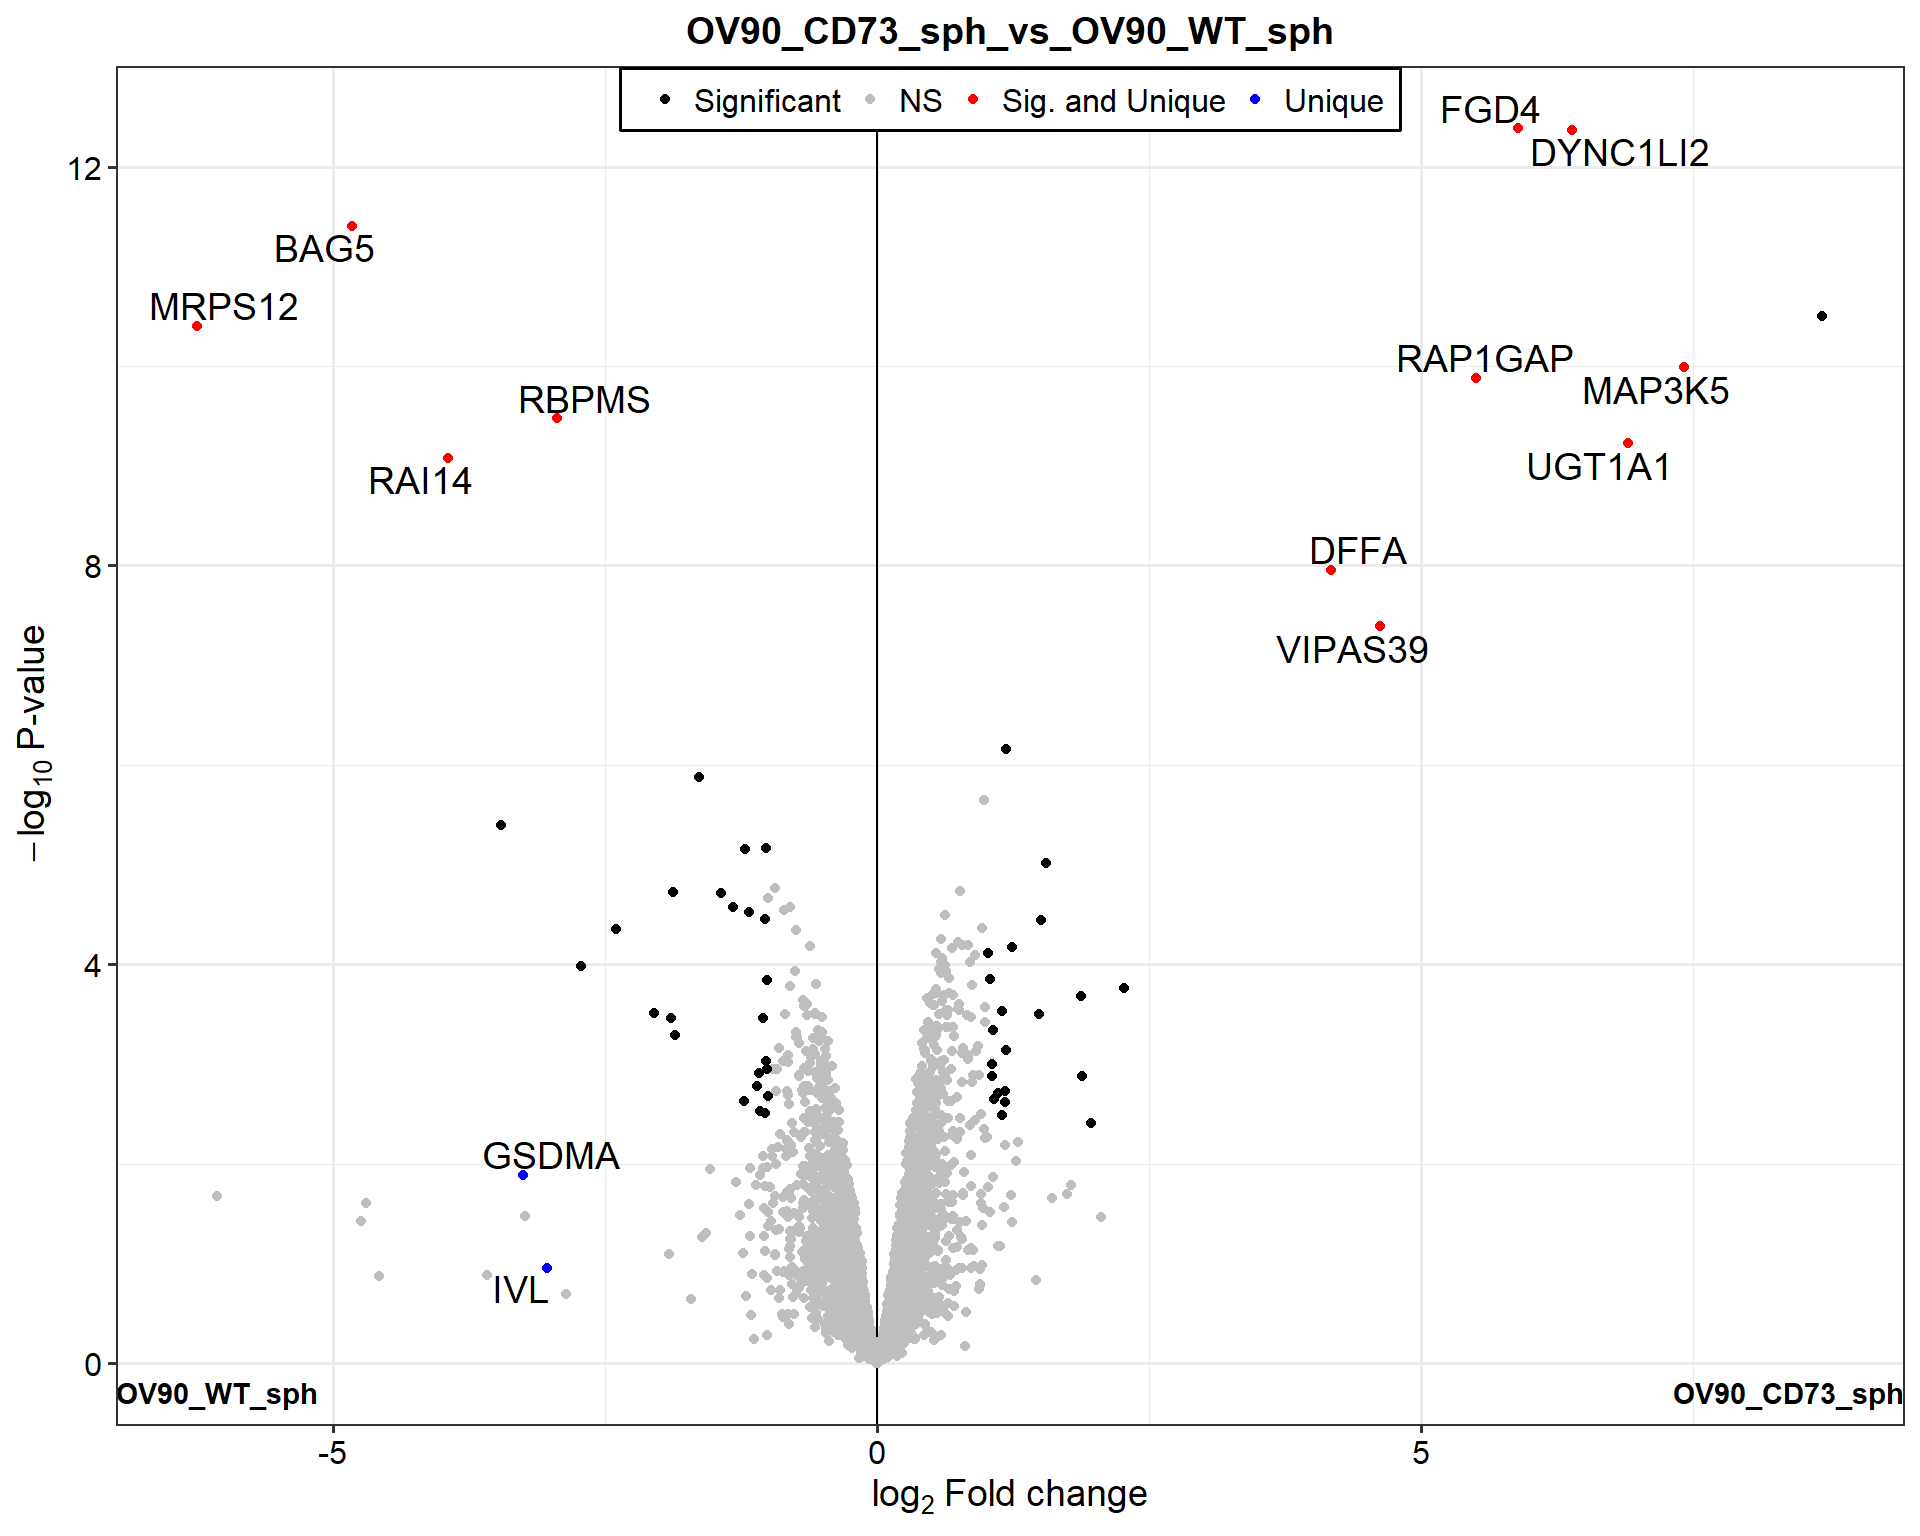 OV90_CD73_sph_vs_OV90_WT_sph
Significant NS Sig. and Unique Unique
FGD4
DYNC1LI2
BAG5
MRPS12
RAP1GAP
MAP3K5
RBPMS
UGT1A1
RAI14
DFFA
VIPAS39
GSDMA
IVL
12
8
4
0
−log10 P-value
OV90_WT_sph OV90_CD73_sph
-5 0 5
log2 Fold change